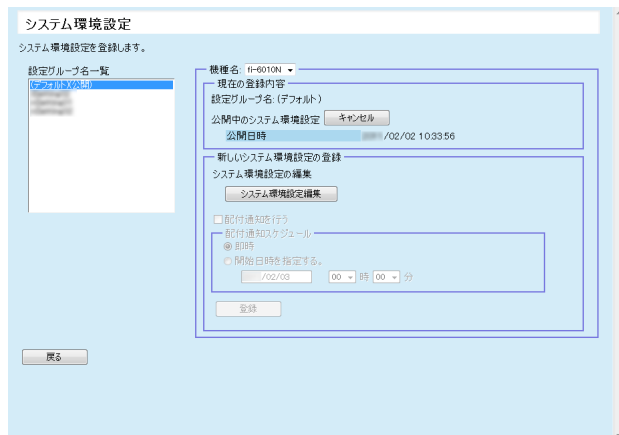 システム環境設定
システム環境設定を登録します。
設定グループ名一覧
(デフォルト)(公開)
機種名: fi-6010N
現在の登録内容
設定グループ名: (デフォルト)
公開中のシステム環境設定 キャンセル
公開日時 /02/02 10:33:56
新しいシステム環境設定の登録
システム環境設定の編集
システム環境設定編集
配付通知を行う
配付通知スケジュール
即時
開始日時を指定する。
/02/03 00 時 00 分
登録
戻る